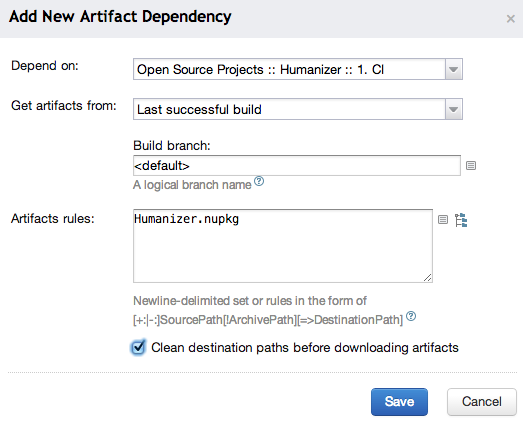 Add New Artifact Dependency ×
Depend on: Open Source Projects :: Humanizer :: 1. CI
Get artifacts from: Last successful build
Build branch:
<default>
A logical branch name ?
Artifacts rules: Humanizer.nupkg
Newline-delimited set or rules in the form of
[+:|-:]SourcePath[!ArchivePath][=>DestinationPath] ?
Clean destination paths before downloading artifacts
Save Cancel